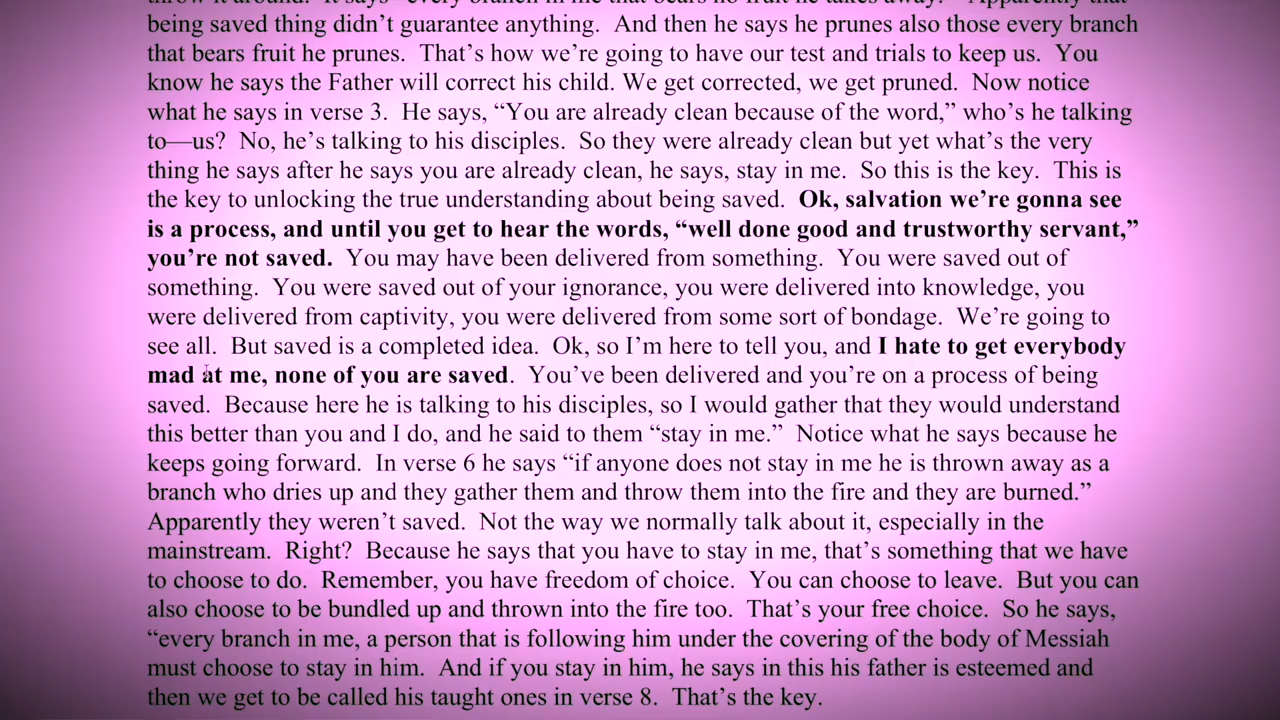 being saved thing didn’t guarantee anything.  And then he says he prunes also those every branch
that bears fruit he prunes.  That’s how we’re going to have our test and trials to keep us.  You
know he says the Father will correct his child. We get corrected, we get pruned.  Now notice
what he says in verse 3.  He says, “You are already clean because of the word,” who’s he talking
to—us?  No, he’s talking to his disciples.  So they were already clean but yet what’s the very
thing he says after he says you are already clean, he says, stay in me.  So this is the key.  This is
the key to unlocking the true understanding about being saved.  Ok, salvation we’re gonna see
is a process, and until you get to hear the words, “well done good and trustworthy servant,”
you’re not saved.  You may have been delivered from something.  You were saved out of
something.  You were saved out of your ignorance, you were delivered into knowledge, you
were delivered from captivity, you were delivered from some sort of bondage.  We’re going to
see all.  But saved is a completed idea.  Ok, so I’m here to tell you, and I hate to get everybody
mad at me, none of you are saved.  You’ve been delivered and you’re on a process of being
saved.  Because here he is talking to his disciples, so I would gather that they would understand
this better than you and I do, and he said to them “stay in me.”  Notice what he says because he
keeps going forward.  In verse 6 he says “if anyone does not stay in me he is thrown away as a
branch who dries up and they gather them and throw them into the fire and they are burned.”
Apparently they weren’t saved.  Not the way we normally talk about it, especially in the
mainstream.  Right?  Because he says that you have to stay in me, that’s something that we have
to choose to do.  Remember, you have freedom of choice.  You can choose to leave.  But you can
also choose to be bundled up and thrown into the fire too.  That’s your free choice.  So he says,
“every branch in me, a person that is following him under the covering of the body of Messiah
must choose to stay in him.  And if you stay in him, he says in this his father is esteemed and
then we get to be called his taught ones in verse 8.  That’s the key.